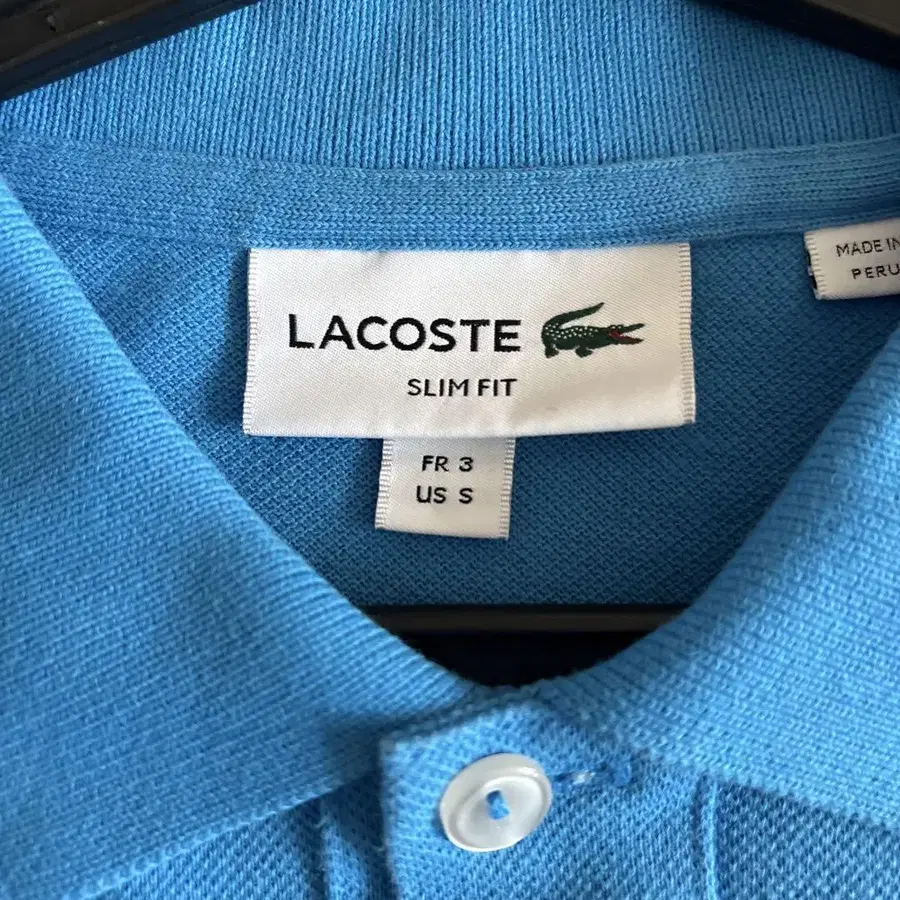 LACOSTE
SLIM FIT
FR 3
US S
MADE IN
PERU